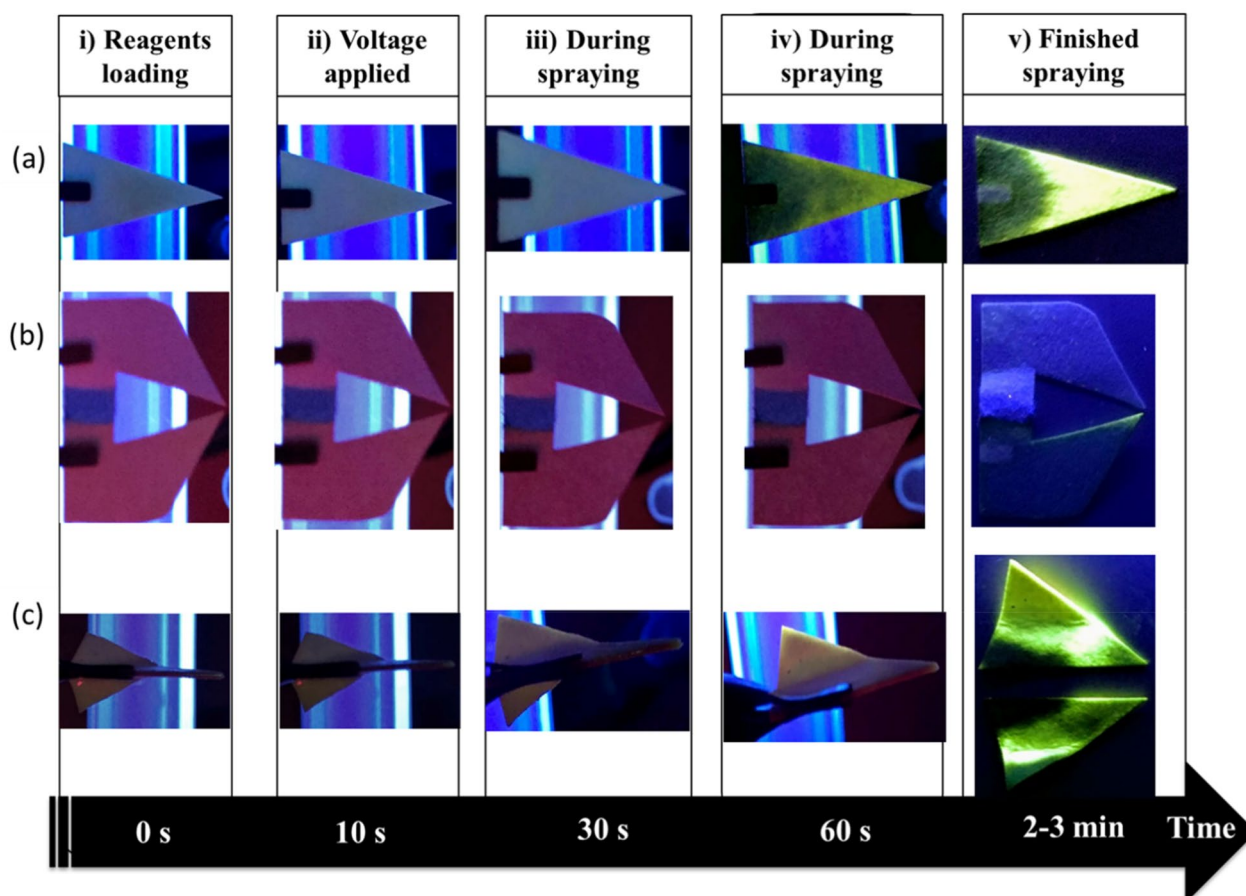 i) Reagents
loading
ii) Voltage
applied
iii) During
spraying
iv) During
spraying
v) Finished
spraying
(a)
(b)
(c)
0 s
10 s
30 s
60 s
2-3 min
Time